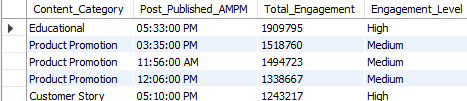 Content_Category Post_Published_AMPM Total_Engagement Engagement_Level
Educational 05:33:00 PM 1909795 High
Product Promotion 03:35:00 PM 1518760 Medium
Product Promotion 11:56:00 AM 1494723 Medium
Product Promotion 12:06:00 PM 1338667 Medium
Customer Story 05:10:00 PM 1243217 High